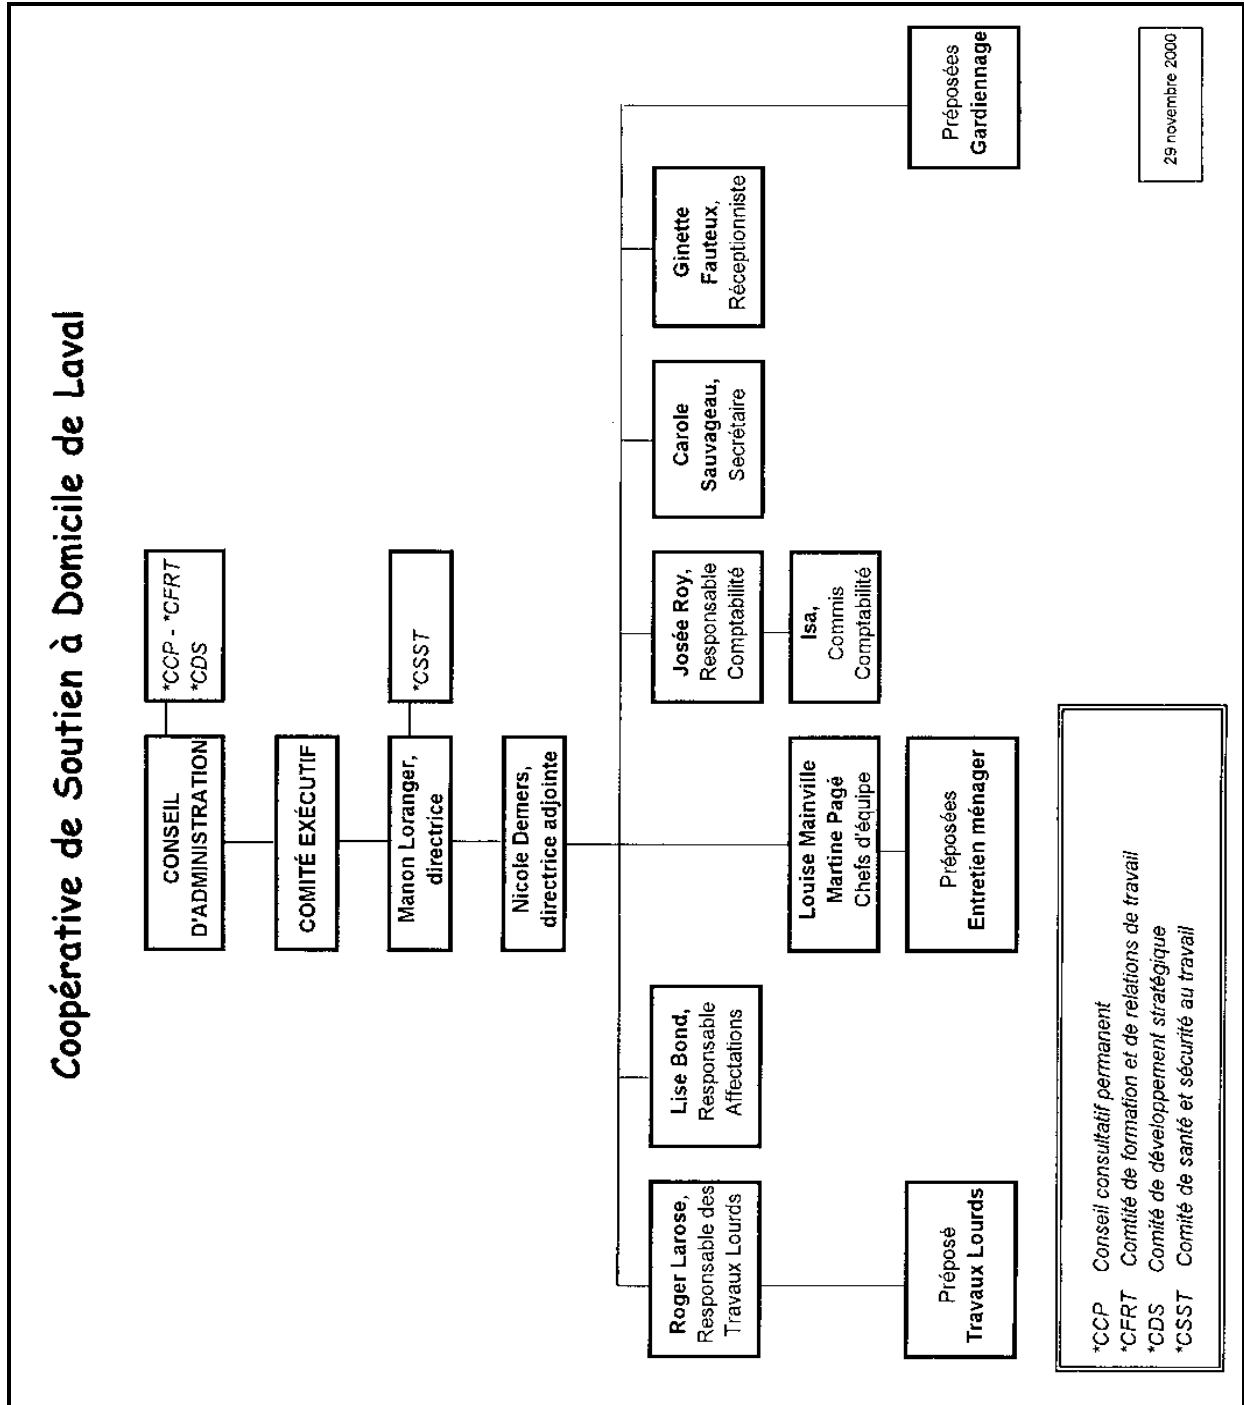 Coopérative de Soutien à Domicile de Laval
CONSEIL
D'ADMINISTRATION
*CCP - *CFRT
*CDS
COMITÉ EXÉCUTIF
Manon Loranger,
directrice
*CSST
Nicole Demers,
directrice adjointe
Roger Larose,
Responsable des
Travaux Lourds
Lise Bond,
Responsable
Affectations
Josée Roy,
Responsable
Comptabilité
Carole
Sauvageau,
Secrétaire
Ginette
Fauteux,
Réceptionniste
Louise Mainville
Martine Pagé
Chefs d'équipe
Isa,
Commis
Comptabilité
Préposé
Travaux Lourds
Préposées
Entretien ménager
Préposées
Gardiennage
*CCP Conseil consultatif permanent
*CFRT Comtité de formation et de relations de travail
*CDS Comité de développement stratégique
*CSST Comité de santé et sécurité au travail
29 novembre 2000